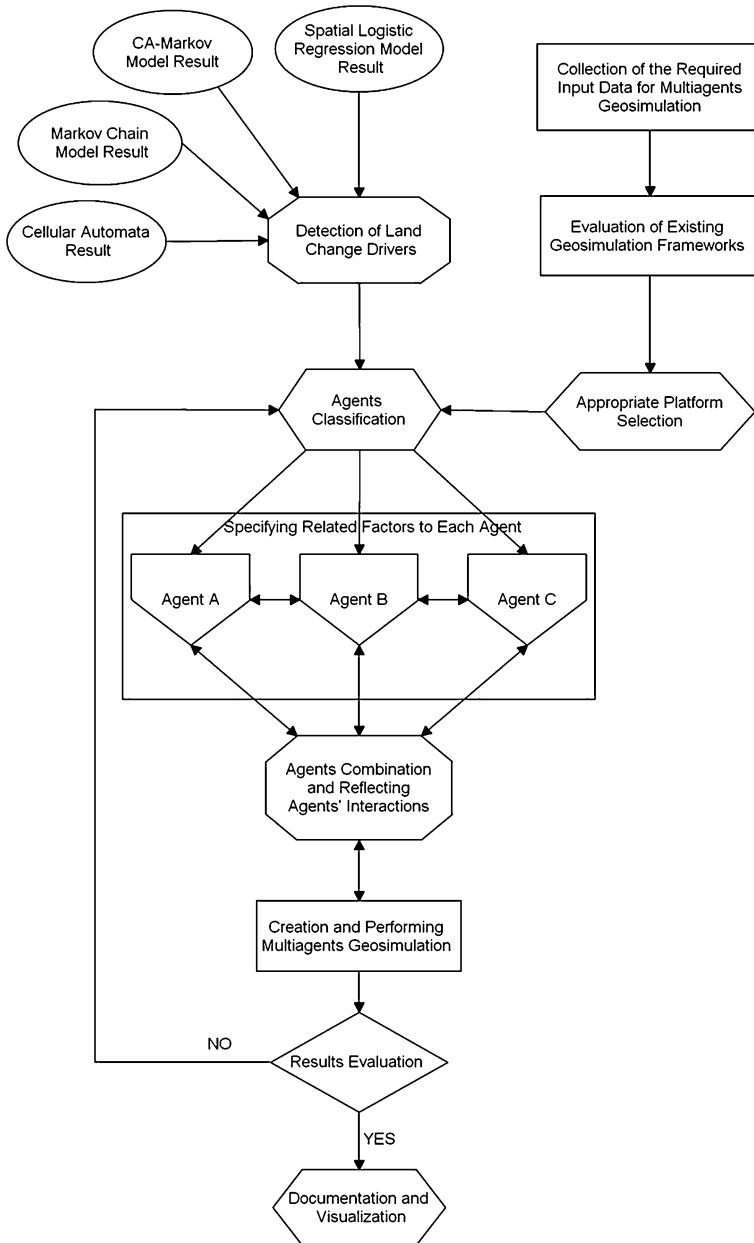 CA-Markov
Model Result
Spatial Logistic
Regression Model
Result
Collection of the Required
Input Data for Multiagents
Geosimulation
Markov Chain
Model Result
Cellular Automata
Result
Detection of Land
Change Drivers
Evaluation of Existing
Geosimulation Frameworks
Agents
Classification
Appropriate Platform
Selection
Specifying Related Factors to Each Agent
Agent A
Agent B
Agent C
Agents Combination
and Reflecting
Agents' Interactions
Creation and Performing
Multiagents Geosimulation
NO
Results Evaluation
YES
Documentation and
Visualization